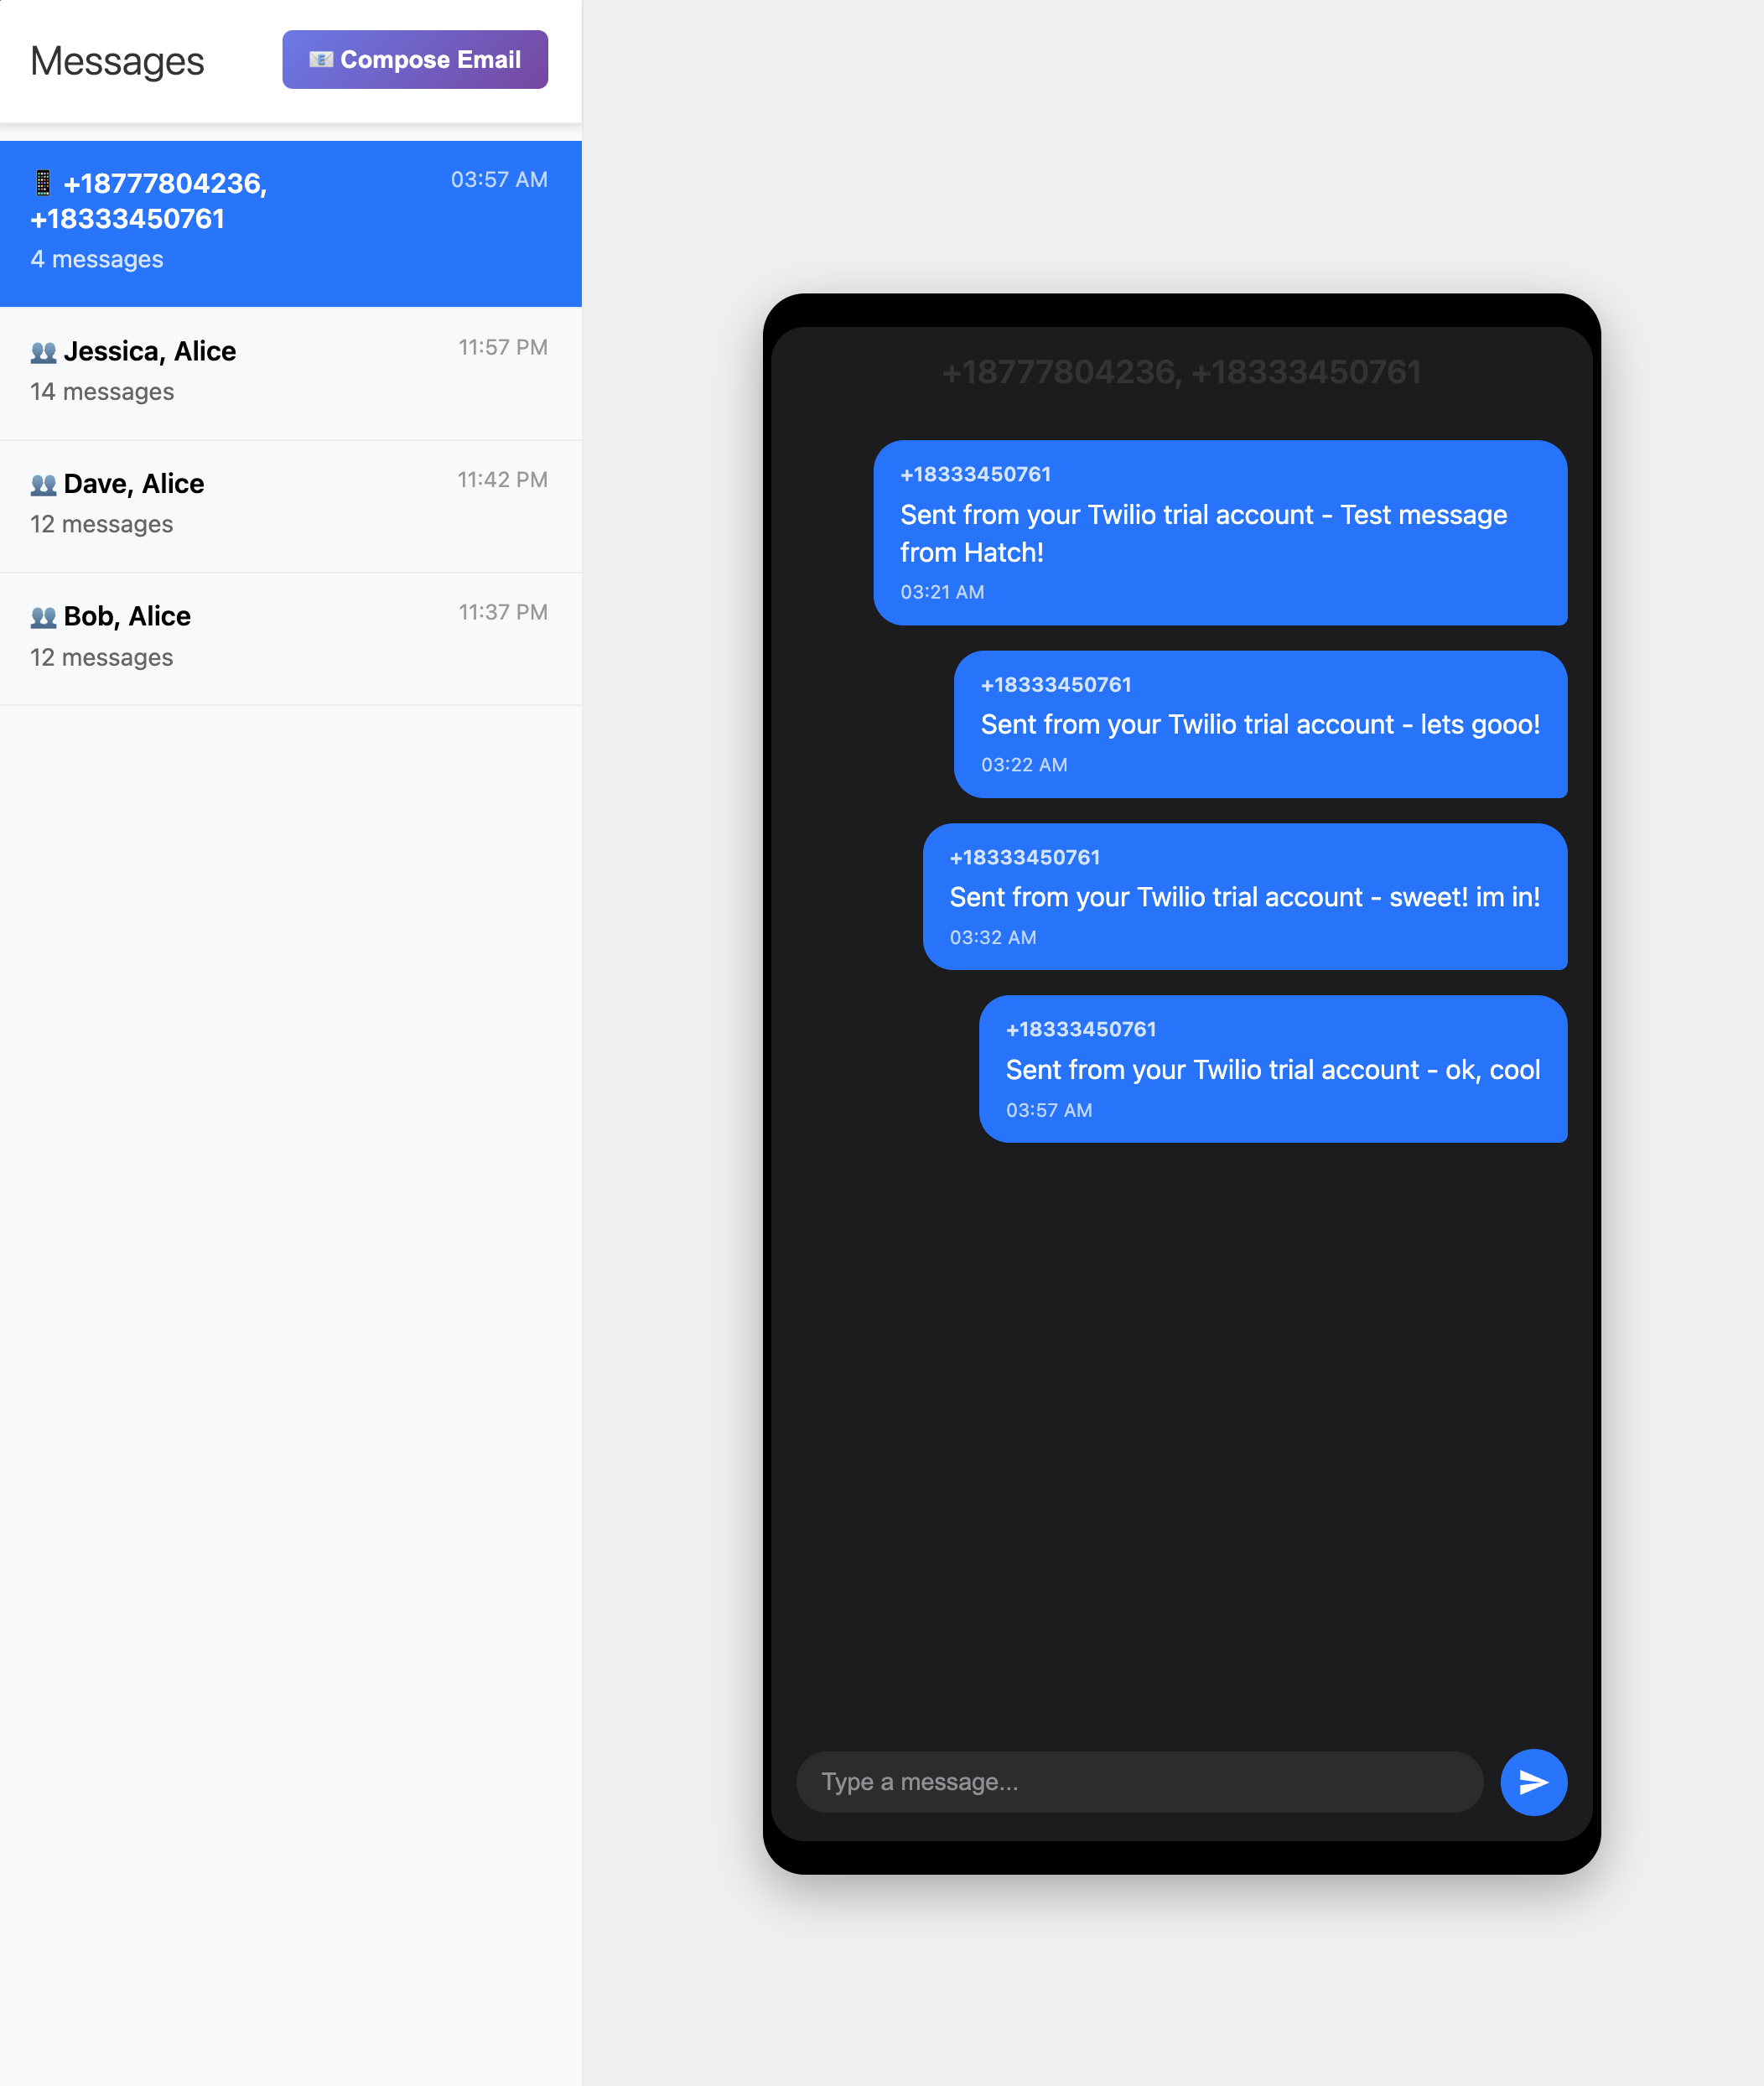 Messages
📧 Compose Email
📱 +18777804236,
+18333450761
03:57 AM
4 messages
👥 Jessica, Alice
11:57 PM
14 messages
👥 Dave, Alice
11:42 PM
12 messages
👥 Bob, Alice
11:37 PM
12 messages
+18777804236, +18333450761
+18333450761
Sent from your Twilio trial account - Test message
from Hatch!
03:21 AM
+18333450761
Sent from your Twilio trial account - lets gooo!
03:22 AM
+18333450761
Sent from your Twilio trial account - sweet! im in!
03:32 AM
+18333450761
Sent from your Twilio trial account - ok, cool
03:57 AM
Type a message...